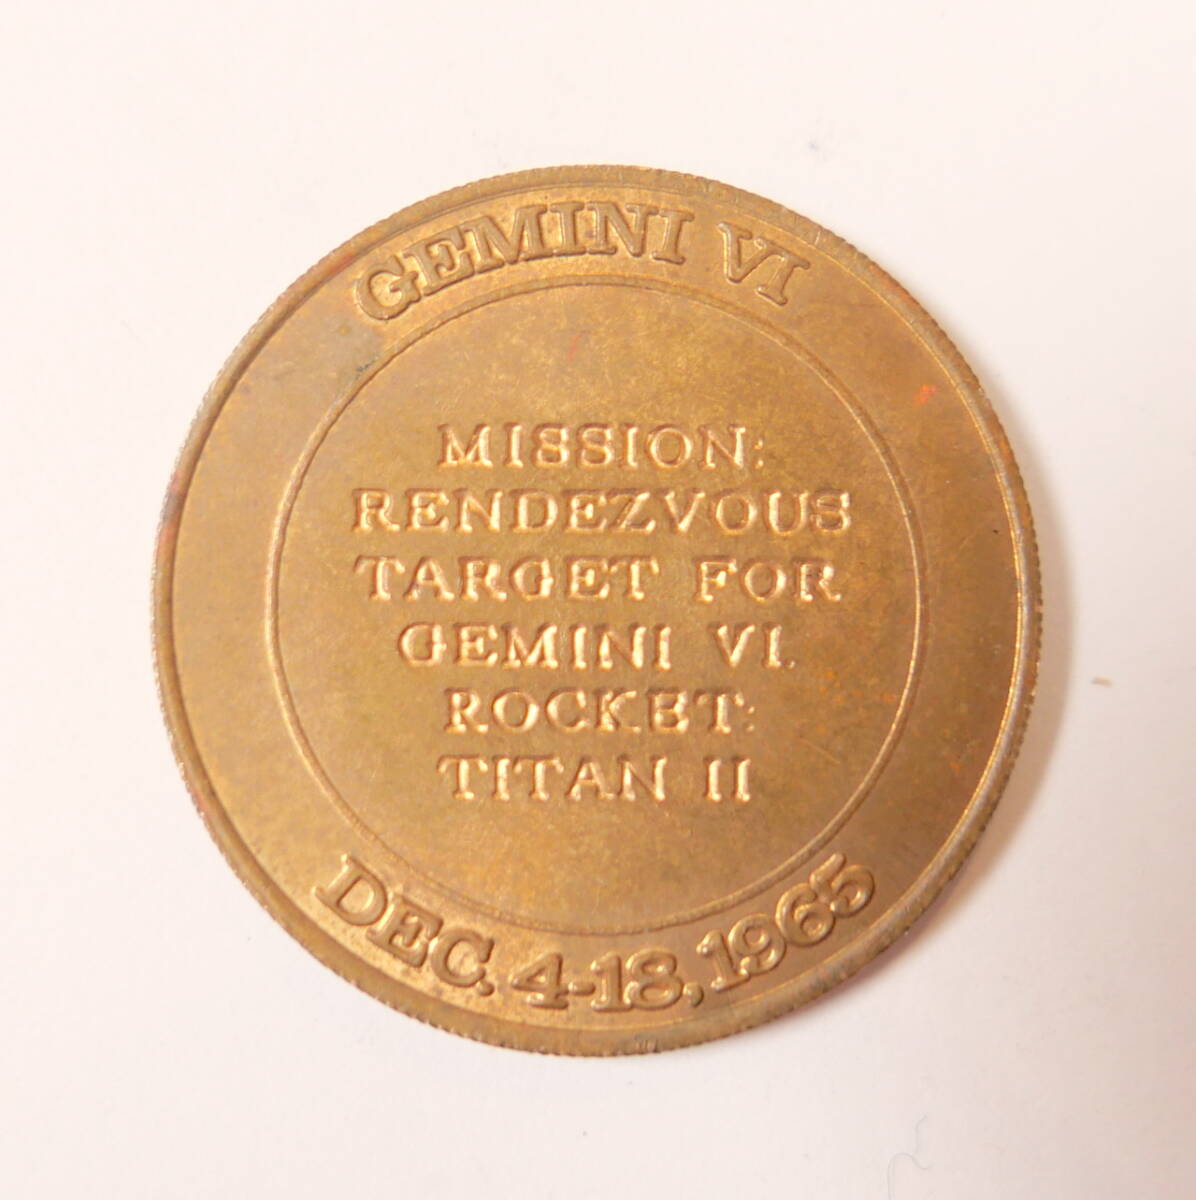 GEMINI VI
MISSION:
RENDEZVOUS
TARGET FOR
GEMINI VI.
ROCKET:
TITAN II
DEC. 4-18, 1965